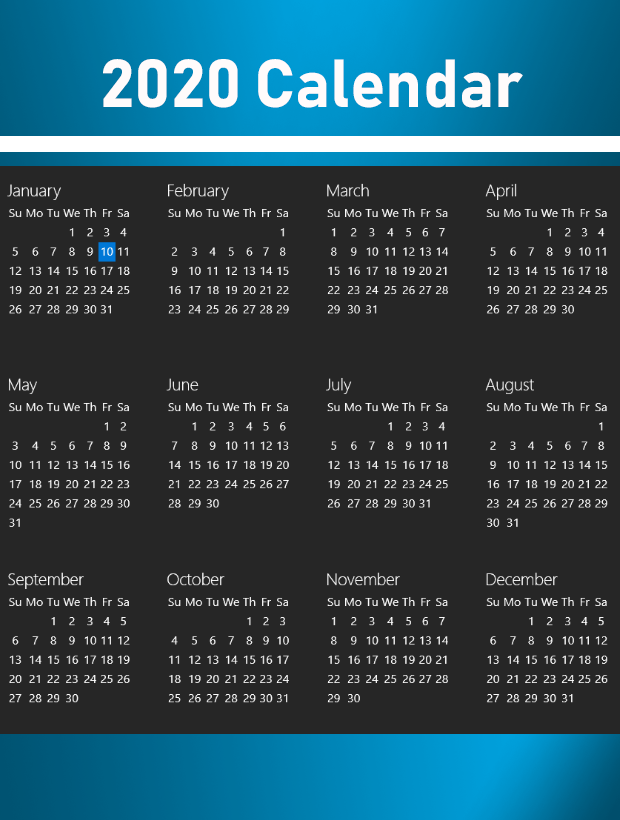 2020 Calendar
January
Su Mo Tu We Th Fr Sa
1 2 3 4
5 6 7 8 9 10 11
12 13 14 15 16 17 18
19 20 21 22 23 24 25
26 27 28 29 30 31
February
Su Mo Tu We Th Fr Sa
1
2 3 4 5 6 7 8
9 10 11 12 13 14 15
16 17 18 19 20 21 22
23 24 25 26 27 28 29
March
Su Mo Tu We Th Fr Sa
1 2 3 4 5 6 7
8 9 10 11 12 13 14
15 16 17 18 19 20 21
22 23 24 25 26 27 28
29 30 31
April
Su Mo Tu We Th Fr Sa
1 2 3 4
5 6 7 8 9 10 11
12 13 14 15 16 17 18
19 20 21 22 23 24 25
26 27 28 29 30
May
Su Mo Tu We Th Fr Sa
1 2
3 4 5 6 7 8 9
10 11 12 13 14 15 16
17 18 19 20 21 22 23
24 25 26 27 28 29 30
31
June
Su Mo Tu We Th Fr Sa
1 2 3 4 5 6
7 8 9 10 11 12 13
14 15 16 17 18 19 20
21 22 23 24 25 26 27
28 29 30
July
Su Mo Tu We Th Fr Sa
1 2 3 4
5 6 7 8 9 10 11
12 13 14 15 16 17 18
19 20 21 22 23 24 25
26 27 28 29 30 31
August
Su Mo Tu We Th Fr Sa
1
2 3 4 5 6 7 8
9 10 11 12 13 14 15
16 17 18 19 20 21 22
23 24 25 26 27 28 29
30 31
September
Su Mo Tu We Th Fr Sa
1 2 3 4 5
6 7 8 9 10 11 12
13 14 15 16 17 18 19
20 21 22 23 24 25 26
27 28 29 30
October
Su Mo Tu We Th Fr Sa
1 2 3
4 5 6 7 8 9 10
11 12 13 14 15 16 17
18 19 20 21 22 23 24
25 26 27 28 29 30 31
November
Su Mo Tu We Th Fr Sa
1 2 3 4 5 6 7
8 9 10 11 12 13 14
15 16 17 18 19 20 21
22 23 24 25 26 27 28
29 30
December
Su Mo Tu We Th Fr Sa
1 2 3 4 5
6 7 8 9 10 11 12
13 14 15 16 17 18 19
20 21 22 23 24 25 26
27 28 29 30 31